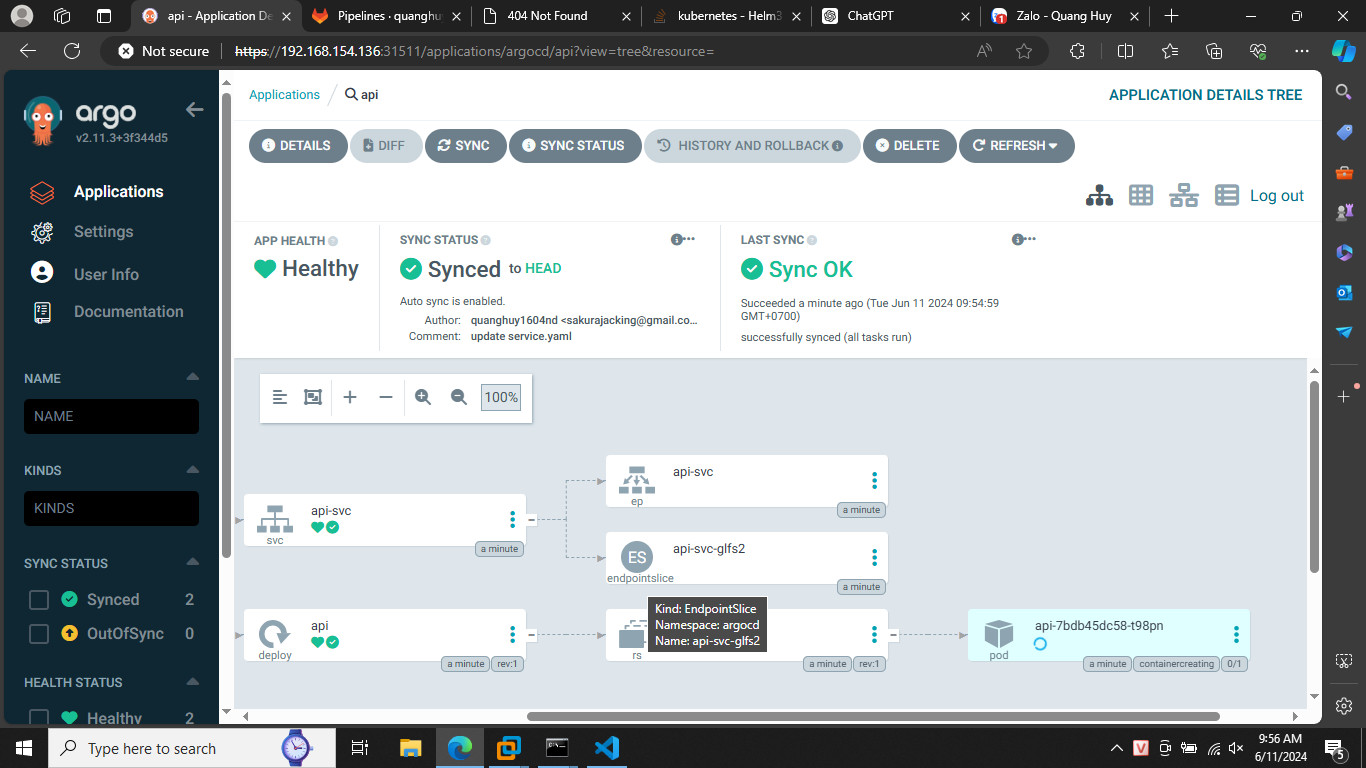 api - Application De
Pipelines · quanghu
404 Not Found
kubernetes - Helm3
ChatGPT
Zalo - Quang Huy
Not secure
https://192.168.154.136:31511/applications/argocd/api?view=tree&resource=
argo
v2.11.3+3f344d5
Applications
Settings
User Info
Documentation
NAME
NAME
KINDS
KINDS
SYNC STATUS
Synced 2
OutOfSync 0
HEALTH STATUS
Healthy 2
Applications
api
APPLICATION DETAILS TREE
DETAILS
DIFF
SYNC
SYNC STATUS
HISTORY AND ROLLBACK
DELETE
REFRESH
Log out
APP HEALTH
Healthy
SYNC STATUS
Synced to HEAD
Auto sync is enabled.
Author: quanghuy1604nd <sakurajacking@gmail.co...
Comment: update service.yaml
LAST SYNC
Sync OK
Succeeded a minute ago (Tue Jun 11 2024 09:54:59
GMT+0700)
successfully synced (all tasks run)
100%
api-svc
svc
a minute
api-svc
ep
a minute
ES
api-svc-glfs2
endpointslice
a minute
Kind: EndpointSlice
Namespace: argocd
Name: api-svc-glfs2
api
deploy
a minute
rev:1
rs
a minute
rev:1
api-7bdb45dc58-t98pn
pod
a minute
containercreating
0/1
Type here to search
V
9:56 AM
6/11/2024
5